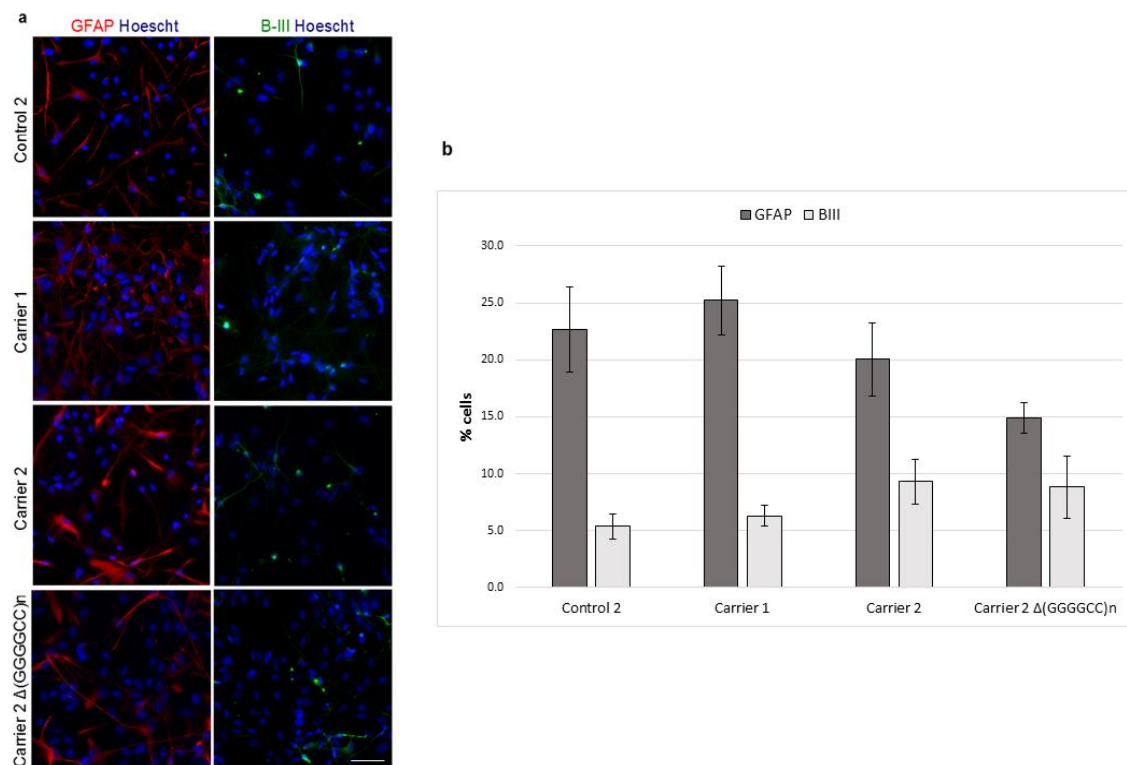 a
GFAP Hoescht
B-III Hoescht
Control 2
Carrier 1
Carrier 2
Carrier 2 Δ(GGGGCC)n
b
GFAP BIII
% cells
30.0
25.0
20.0
15.0
10.0
5.0
0.0
Control 2
Carrier 1
Carrier 2
Carrier 2 Δ(GGGGCC)n